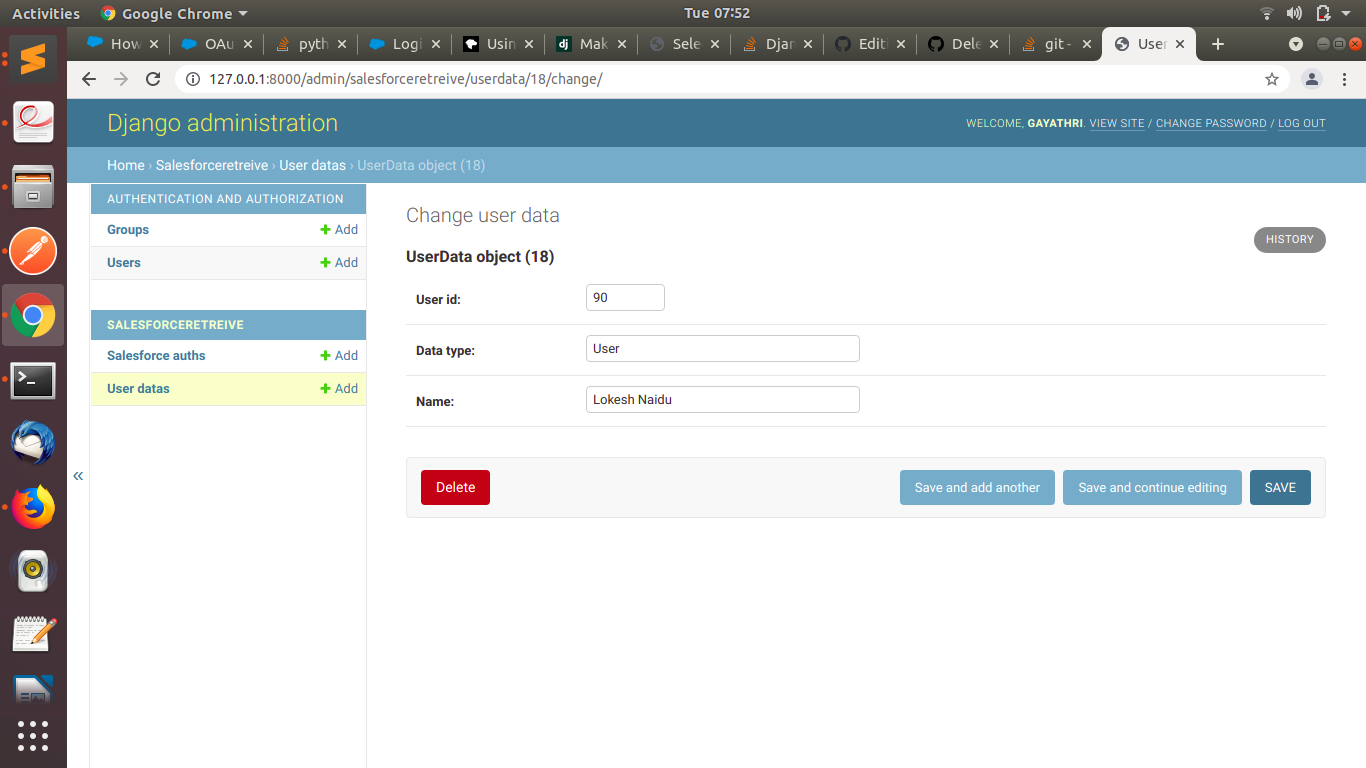 Activities Google Chrome Tue 07:52
How OAu pyth Logi Usin Mak Sele Djar Edit Dele git - User
127.0.0.1:8000/admin/salesforceretreive/userdata/18/change/
Django administration
WELCOME, GAYATHRI. VIEW SITE / CHANGE PASSWORD / LOG OUT
Home › Salesforceretreive › User datas › UserData object (18)
AUTHENTICATION AND AUTHORIZATION
Groups Add
Users Add
SALESFORCERETREIVE
Salesforce auths Add
User datas Add
«
Change user data
HISTORY
UserData object (18)
User id: 90
Data type: User
Name: Lokesh Naidu
Delete Save and add another Save and continue editing SAVE